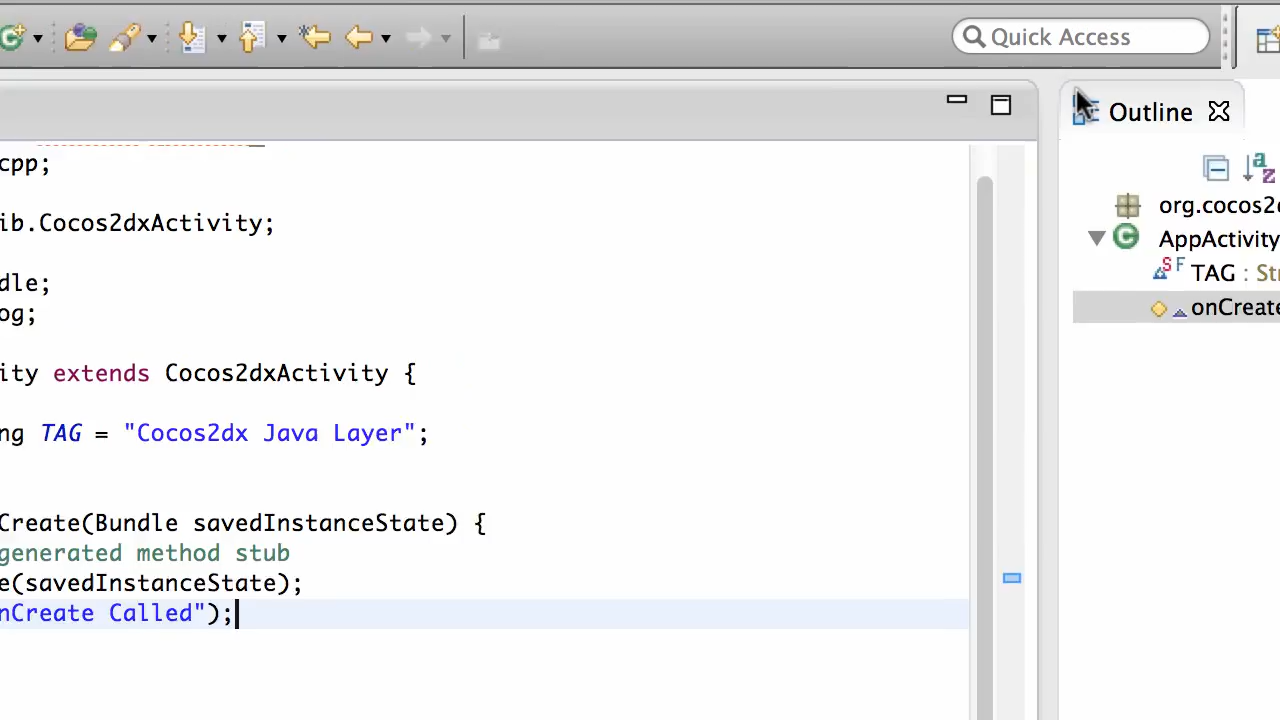 Quick Access
Outline
cpp;
ib.Cocos2dxActivity;
dle;
og;
ity extends Cocos2dxActivity {
ng TAG = "Cocos2dx Java Layer";
Create(Bundle savedInstanceState) {
generated method stub
e(savedInstanceState);
nCreate Called");
a
z
org.cocos2d
C AppActivity
S F TAG : Str
onCreate